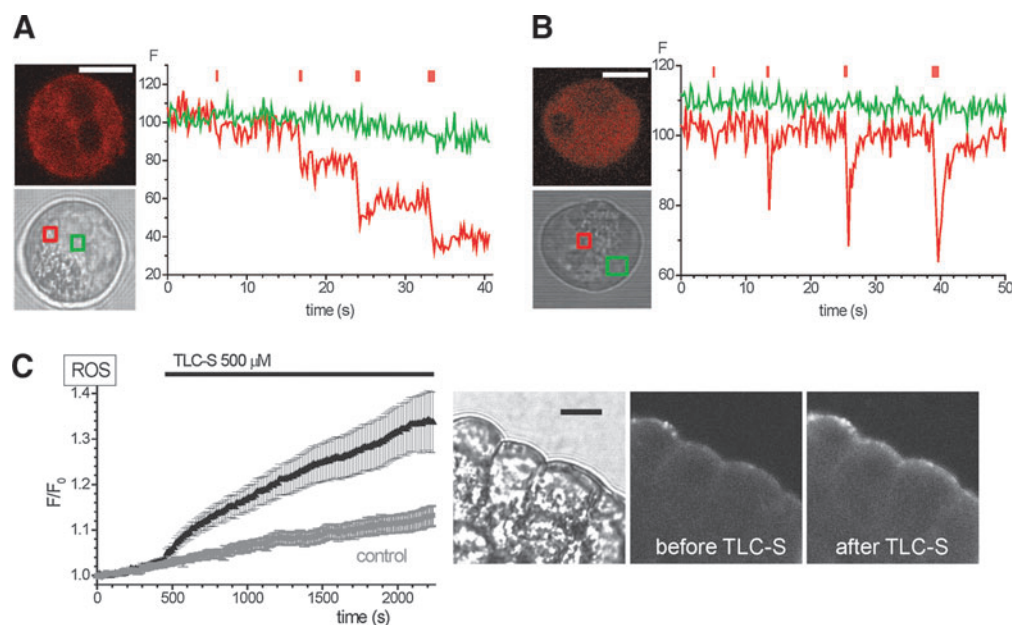 A
F
120
100
80
60
40
20
0 10 20 30 40
time (s)
B
F
120
100
80
60
0 10 20 30 40 50
time (s)
C
ROS
TLC-S 500 µM
1.4
1.3
1.2
1.1
1.0
F/F₀
control
0 500 1000 1500 2000
time (s)
before TLC-S
after TLC-S